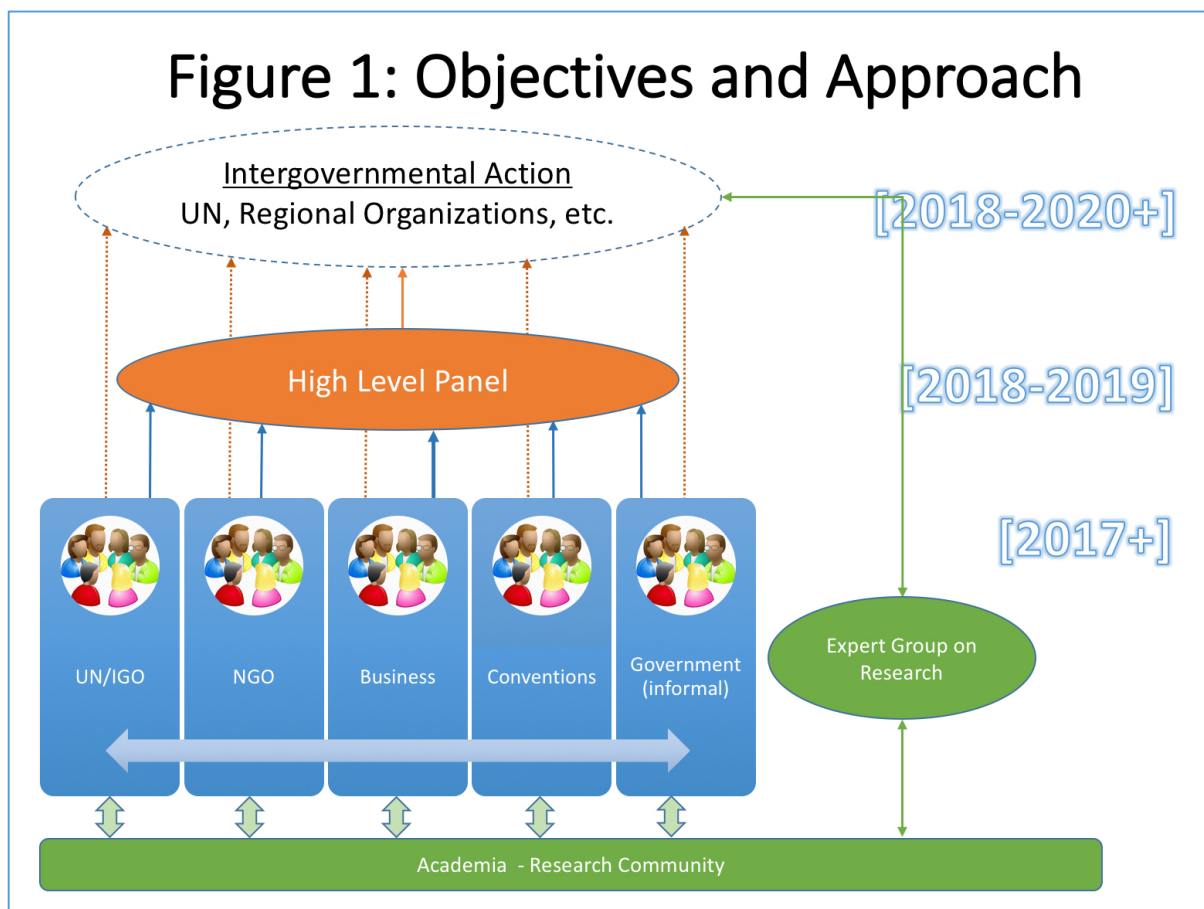 Figure 1: Objectives and Approach
Intergovernmental Action
UN, Regional Organizations, etc.
[2018-2020+]
High Level Panel
[2018-2019]
[2017+]
UN/IGO
NGO
Business
Conventions
Government
(informal)
Expert Group on
Research
Academia  - Research Community